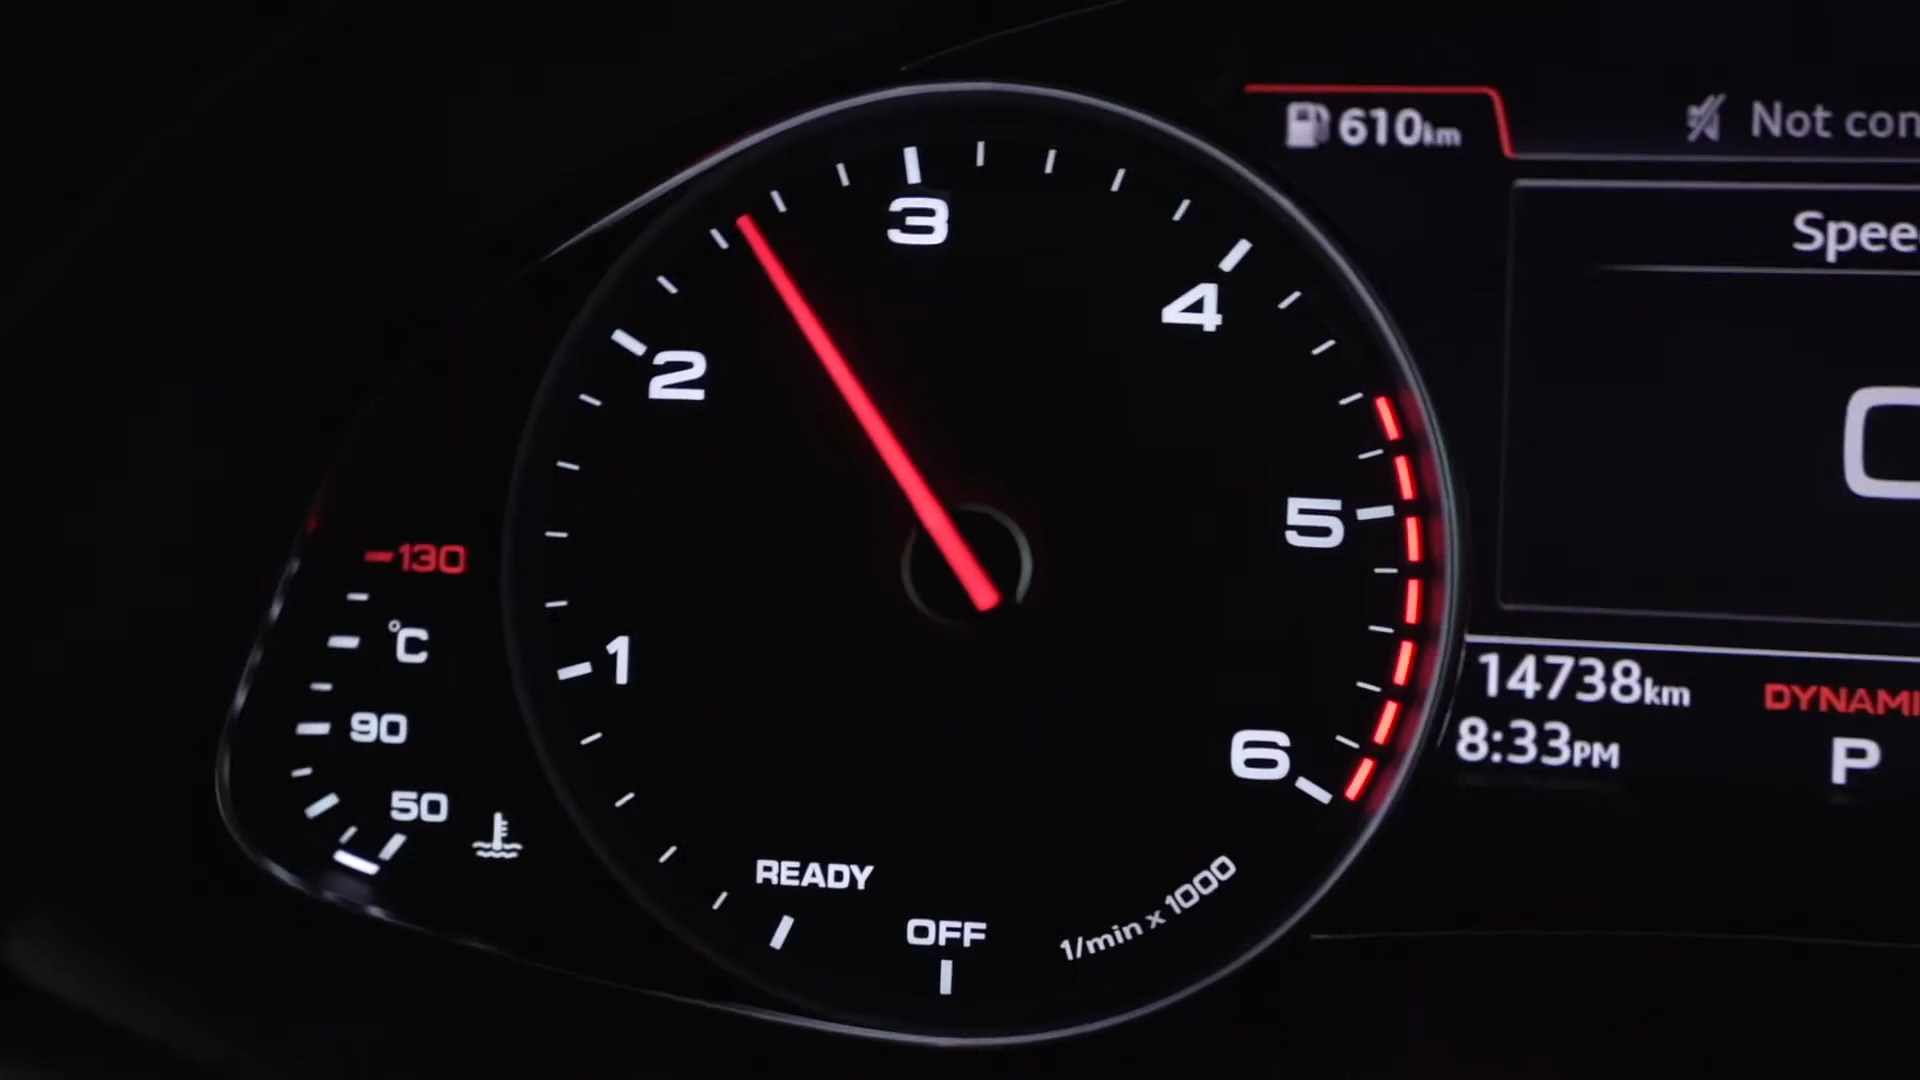 610km
Not con
3
Spee
4
2
5
-130
°C
1
14738km
DYNAMI
90
8:33PM
P
6
50
READY
1/min x 1000
OFF